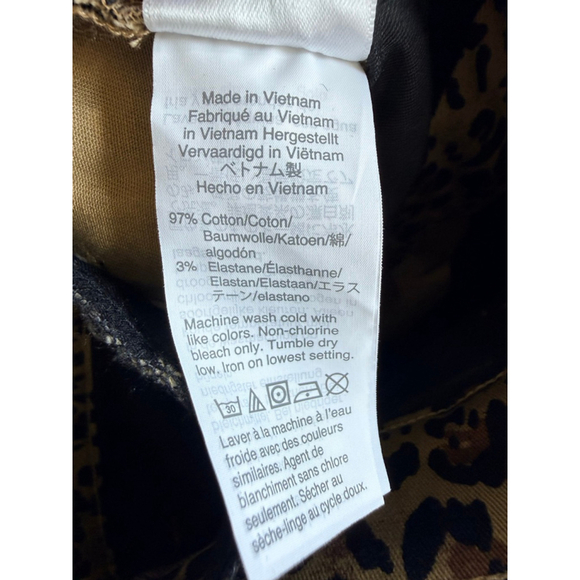 Made in Vietnam
Fabriqué au Vietnam
in Vietnam Hergestellt
Vervaardigd in Viëtnam
ベトナム製
Hecho en Vietnam
97% Cotton/Coton/
Baumwolle/Katoen/綿/
algodón
3% Elastane/Élasthanne/
Elastan/Elastaan/エラス
テーン/elastano
Machine wash cold with
like colors. Non-chlorine
bleach only. Tumble dry
low. Iron on lowest setting.
30
Laver à la machine à l'eau
froide avec des couleurs
similaires. Agent de
blanchiment sans chlore
seulement. Sécher au
sèche-linge au cycle doux.